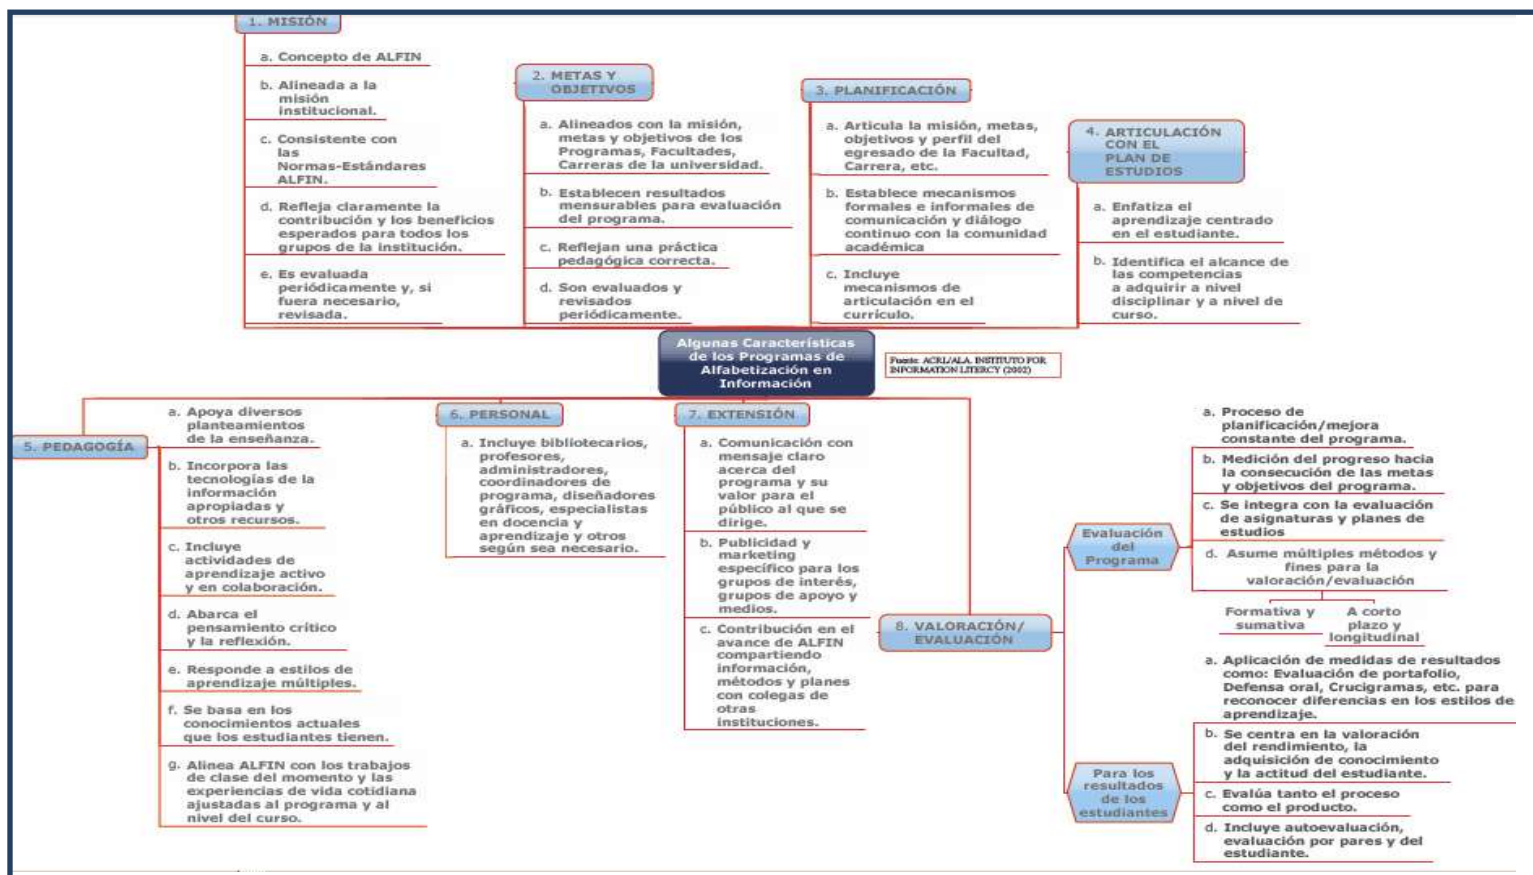 1. MISIÓN
a. Concepto de ALFIN
b. Alineada a la
misión
institucional.
c. Consistente con
las
Normas-Estándares
ALFIN.
d. Refleja claramente la
contribución y los beneficios
esperados para todos los
grupos de la institución.
e. Es evaluada
periódicamente y, si
fuera necesario,
revisada.
2. METAS Y
OBJETIVOS
a. Alineados con la misión,
metas y objetivos de los
Programas, Facultades,
Carreras de la universidad.
b. Establecen resultados
mensurables para evaluación
del programa.
c. Reflejan una práctica
pedagógica correcta.
d. Son evaluados y
revisados
periódicamente.
3. PLANIFICACIÓN
a. Articula la misión, metas,
objetivos y perfil del
egresado de la Facultad,
Carrera, etc.
b. Establece mecanismos
formales e informales de
comunicación y diálogo
continuo con la comunidad
académica
c. Incluye
mecanismos de
articulación en el
currículo.
4. ARTICULACIÓN
CON EL
PLAN DE
ESTUDIOS
a. Enfatiza el
aprendizaje centrado
en el estudiante.
b. Identifica el alcance de
las competencias
a adquirir a nivel
disciplinar y a nivel de
curso.
Algunas Características
de los Programas de
Alfabetización en
Información
Fuente: ACRL/ALA. INSTITUTO FOR
INFORMATION LITERCY (2002)
5. PEDAGOGÍA
a. Apoya diversos
planteamientos
de la enseñanza.
b. Incorpora las
tecnologías de la
información
apropiadas y
otros recursos.
c. Incluye
actividades de
aprendizaje activo
y en colaboración.
d. Abarca el
pensamiento crítico
y la reflexión.
e. Responde a estilos de
aprendizaje múltiples.
f. Se basa en los
conocimientos actuales
que los estudiantes tienen.
g. Alinea ALFIN con los trabajos
de clase del momento y las
experiencias de vida cotidiana
ajustadas al programa y al
nivel del curso.
6. PERSONAL
a. Incluye bibliotecarios,
profesores,
administradores,
coordinadores de
programa, diseñadores
gráficos, especialistas
en docencia y
aprendizaje y otros
según sea necesario.
7. EXTENSIÓN
a. Comunicación con
mensaje claro
acerca del
programa y su
valor para el
público al que se
dirige.
b. Publicidad y
marketing
específico para los
grupos de interés,
grupos de apoyo y
medios.
c. Contribución en el
avance de ALFIN
compartiendo
información,
métodos y planes
con colegas de
otras
instituciones.
8. VALORACIÓN/
EVALUACIÓN
Evaluación
del
Programa
a. Proceso de
planificación/mejora
constante del programa.
b. Medición del progreso hacia
la consecución de las metas
y objetivos del programa.
c. Se integra con la evaluación
de asignaturas y planes de
estudios
d. Asume múltiples métodos y
fines para la
valoración/evaluación
Formativa y
sumativa
A corto
plazo y
longitudinal
Para los
resultados
de los
estudiantes
a. Aplicación de medidas de resultados
como: Evaluación de portafolio,
Defensa oral, Crucigramas, etc. para
reconocer diferencias en los estilos de
aprendizaje.
b. Se centra en la valoración
del rendimiento, la
adquisición de conocimiento
y la actitud del estudiante.
c. Evalúa tanto el proceso
como el producto.
d. Incluye autoevaluación,
evaluación por pares y del
estudiante.